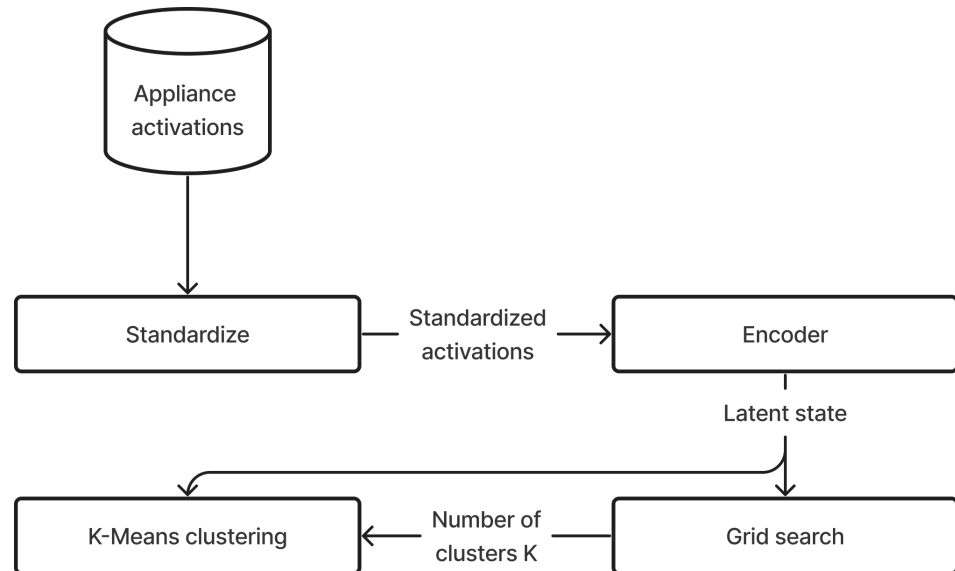 Appliance
activations
Standardize
Standardized
activations
Encoder
Latent state
K-Means clustering
Number of
clusters K
Grid search